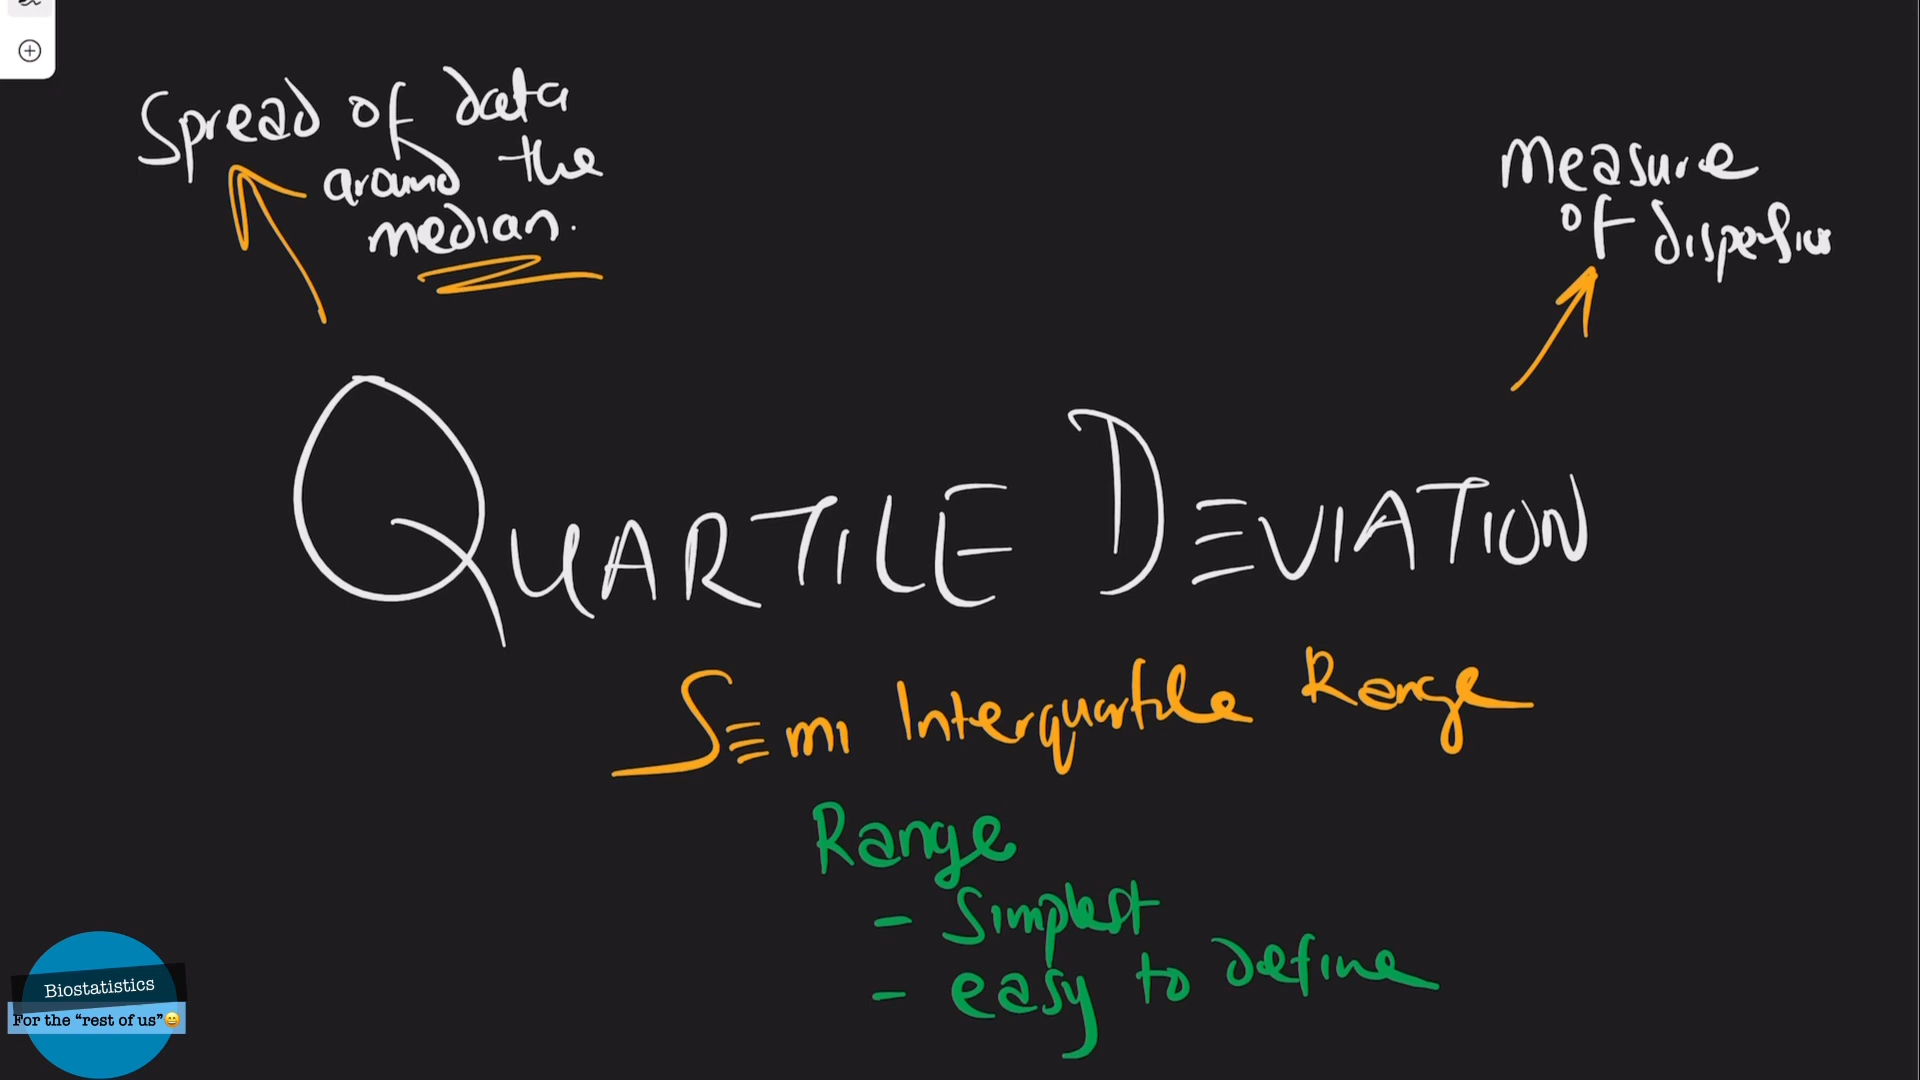 Spread of data
around the
median.
Measure
of dispersion
QUARTILE DEVIATION
SEmi Interquartile Range
Range
- Simplest
- easy to define
Biostatistics
For the “rest of us”😄